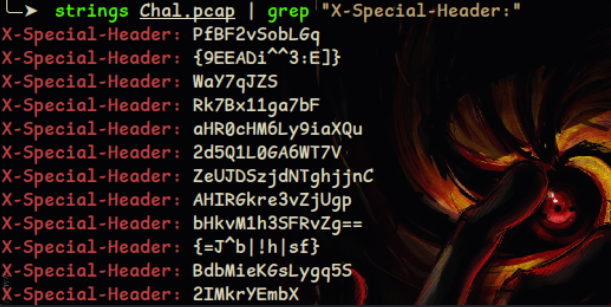 strings Chal.pcap | grep "X-Special-Header:"
X-Special-Header: PfBF2vSobLGq
X-Special-Header: {9EEADi^^3:E]}
X-Special-Header: WaY7qJZS
X-Special-Header: Rk7Bx11ga7bF
X-Special-Header: aHR0cHM6Ly9iaXQu
X-Special-Header: 2d5Q1L0GA6WT7V
X-Special-Header: ZeUJDSzjdNTghjjnC
X-Special-Header: AHIRGkre3vZjUgp
X-Special-Header: bHkvM1h3SFRvZg==
X-Special-Header: {=J^b|!h|sf}
X-Special-Header: BdbMieKGsLygq5S
X-Special-Header: 2IMkrYEmbX